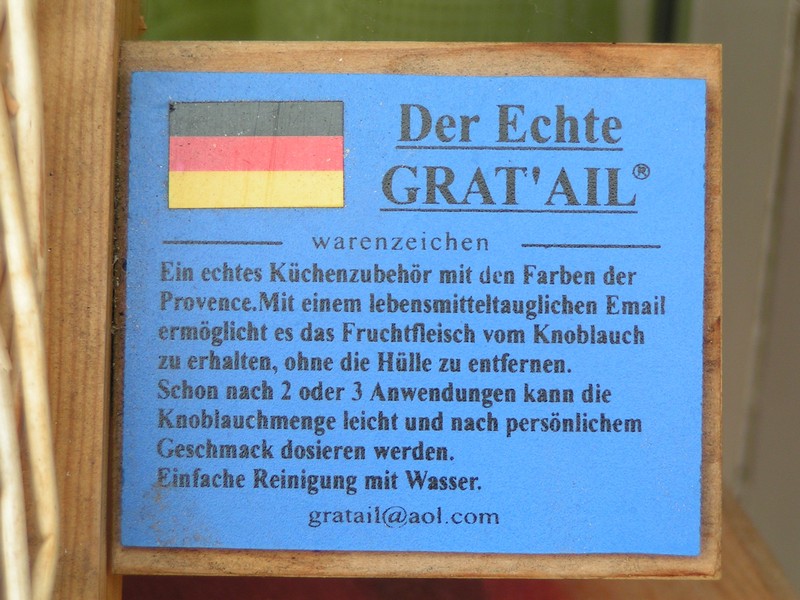 Der Echte
GRAT'AIL®
warenzeichen
Ein echtes Küchenzubehör mit den Farben der
Provence.Mit einem lebensmitteltauglichen Email
ermöglicht es das Fruchtfleisch vom Knoblauch
zu erhalten, ohne die Hülle zu entfernen.
Schon nach 2 oder 3 Anwendungen kann die
Knoblauchmenge leicht und nach persönlichem
Geschmack dosieren werden.
Einfache Reinigung mit Wasser.
gratail@aol.com